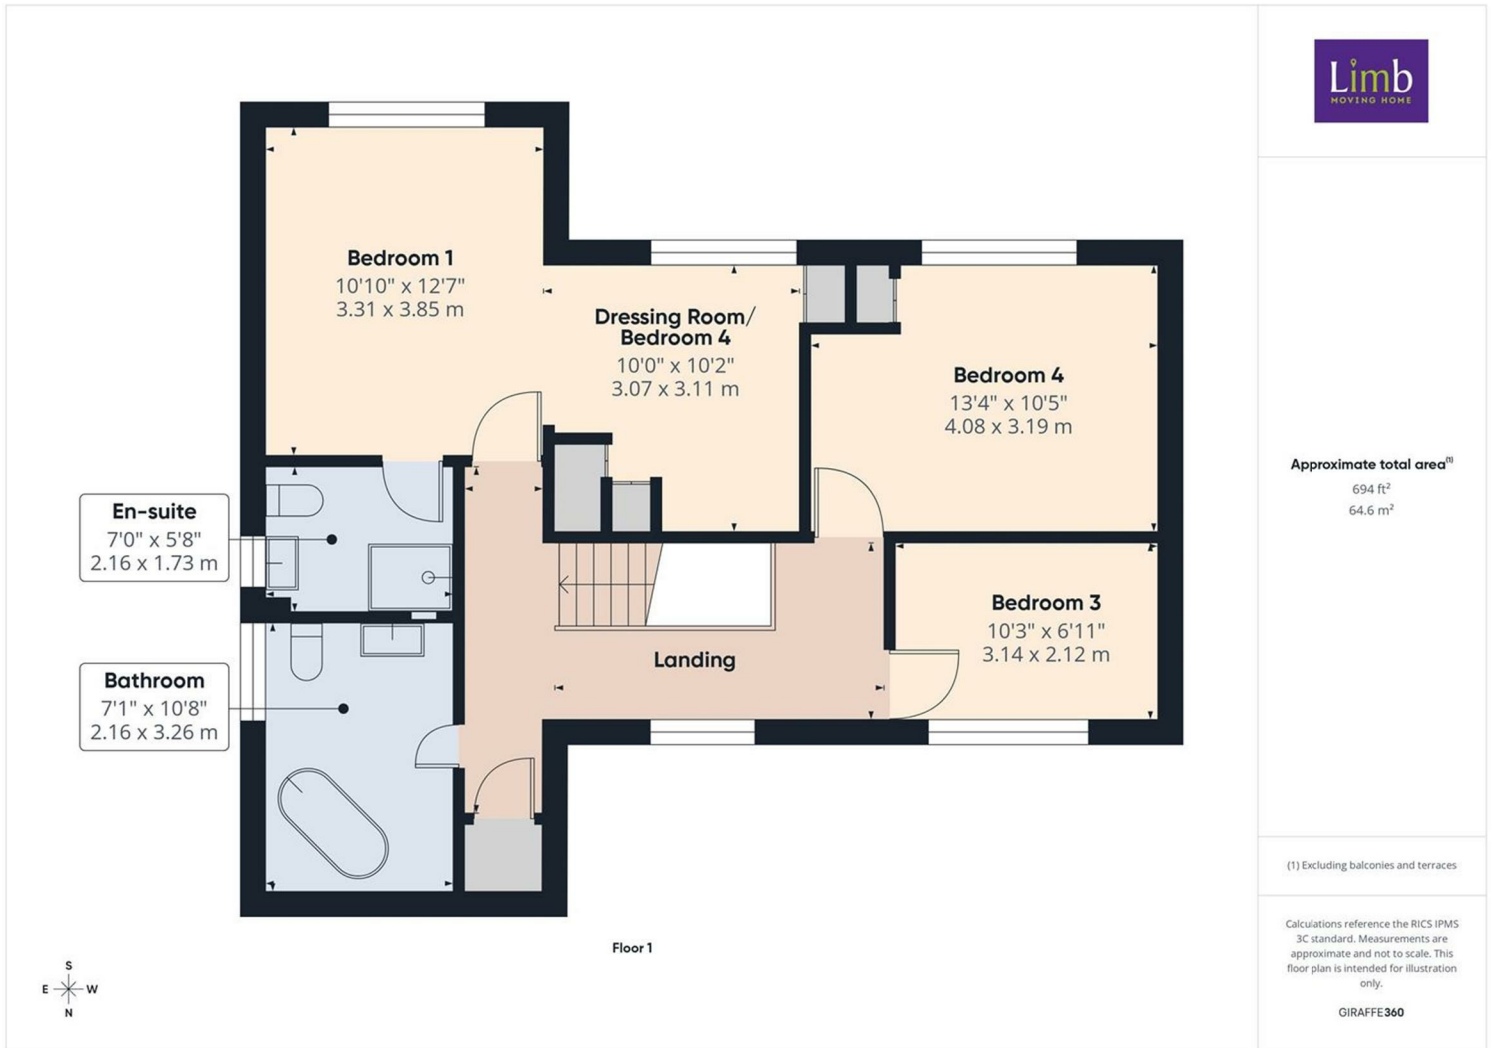 Limb
MOVING HOME
Bedroom 1
10'10" x 12'7"
3.31 x 3.85 m
Dressing Room/
Bedroom 4
10'0" x 10'2"
3.07 x 3.11 m
Bedroom 4
13'4" x 10'5"
4.08 x 3.19 m
En-suite
7'0" x 5'8"
2.16 x 1.73 m
Bedroom 3
10'3" x 6'11"
3.14 x 2.12 m
Landing
Bathroom
7'1" x 10'8"
2.16 x 3.26 m
Floor 1
S
E W
N
Approximate total area(1)
694 ft²
64.6 m²
(1) Excluding balconies and terraces
Calculations reference the RICS IPMS
3C standard. Measurements are
approximate and not to scale. This
floor plan is intended for illustration
only.
GIRAFFE360